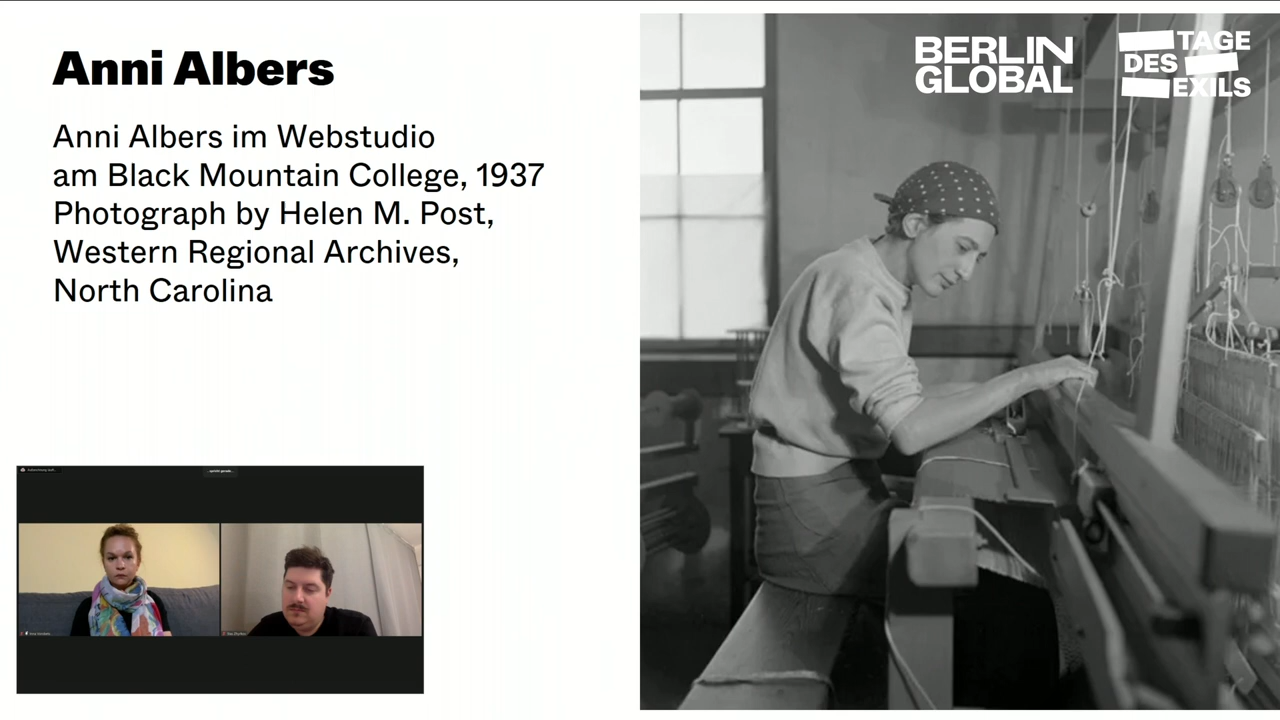 Anni Albers
Anni Albers im Webstudio
am Black Mountain College, 1937
Photograph by Helen M. Post,
Western Regional Archives,
North Carolina
BERLIN
GLOBAL
TAGE
DES
EXILS